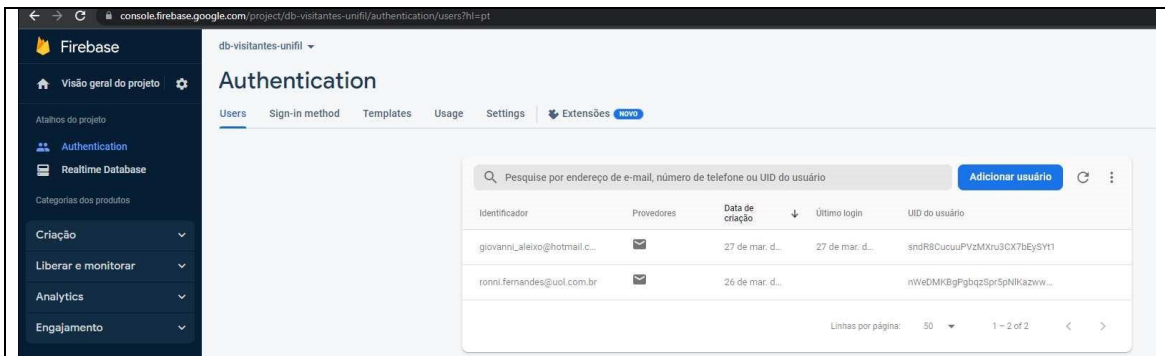 console.firebase.google.com/project/db-visitantes-unifil/authentication/users?hl=pt
Firebase
Visão geral do projeto
Atalhos do projeto
Authentication
Realtime Database
Categorias dos produtos
Criação
Liberar e monitorar
Analytics
Engajamento
db-visitantes-unifil
Authentication
Users Sign-in method Templates Usage Settings Extensões NOVO
Pesquise por endereço de e-mail, número de telefone ou UID do usuário Adicionar usuário
Identificador Provedores Data de criação Último login UID do usuário
giovanni_aleixo@hotmail.c... 27 de mar. d... 27 de mar. d... sndR8CucuuPVzMXru3CX7bEySYt1
ronni.fernandes@uol.com.br 26 de mar. d...
Linhas por página: 50 1 – 2 of 2